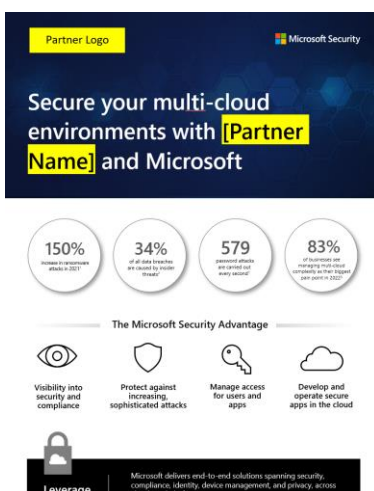 Partner Logo
Microsoft Security
Secure your multi-cloud
environments with [Partner
Name] and Microsoft
150%
increase in ransomware
attacks in 2021¹
34%
of all data breaches
are caused by insider
threats²
579
password attacks
are carried out
every second³
83%
of businesses see
managing multi-cloud
complexity as their biggest
pain point in 2022⁴
The Microsoft Security Advantage
Visibility into
security and
compliance
Protect against
increasing,
sophisticated attacks
Manage access
for users and
apps
Develop and
operate secure
apps in the cloud
Leverage
Microsoft delivers end-to-end solutions spanning security,
compliance, identity, device management, and privacy, across